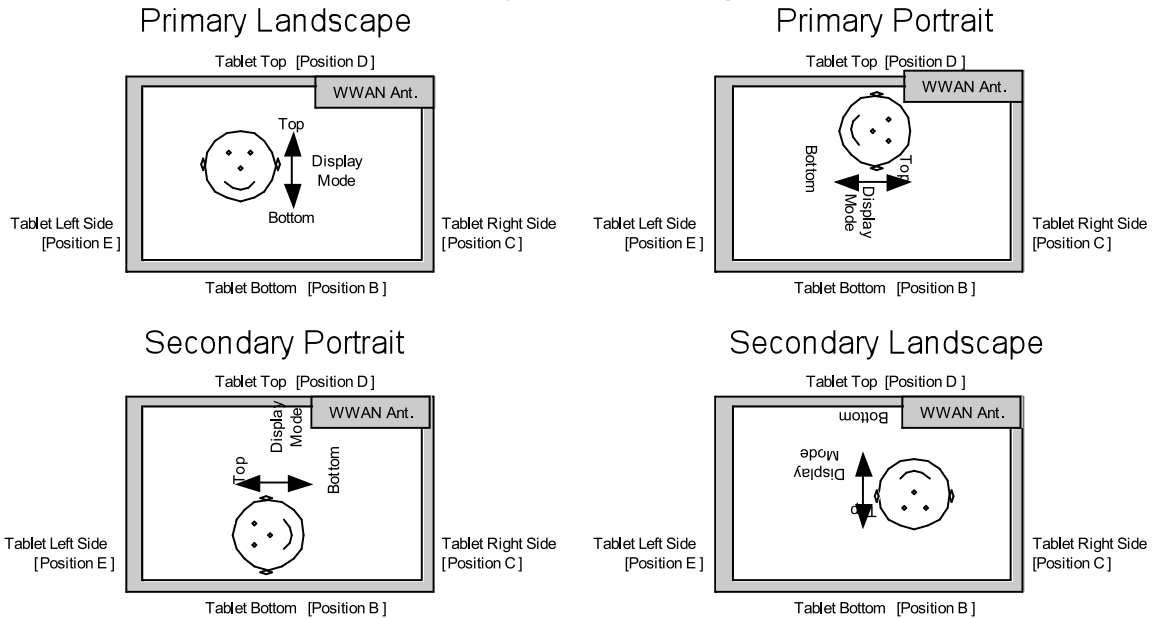 Primary Landscape
Tablet Top [Position D]
WWAN Ant.
Top
Display
Mode
Bottom
Tablet Left Side
[Position E]
Tablet Right Side
[Position C]
Tablet Bottom [Position B]
Primary Portrait
Tablet Top [Position D]
WWAN Ant.
Top
Display
Mode
Bottom
Tablet Left Side
[Position E]
Tablet Right Side
[Position C]
Tablet Bottom [Position B]
Secondary Portrait
Tablet Top [Position D]
WWAN Ant.
Display
Mode
Top
Bottom
Tablet Left Side
[Position E]
Tablet Right Side
[Position C]
Tablet Bottom [Position B]
Secondary Landscape
Tablet Top [Position D]
WWAN Ant.
Bottom
Display
Mode
Top
Tablet Left Side
[Position E]
Tablet Right Side
[Position C]
Tablet Bottom [Position B]